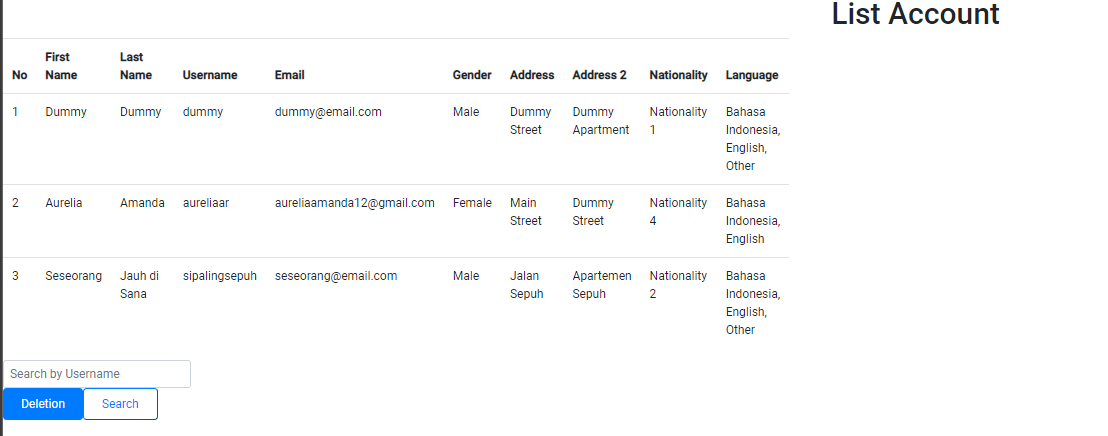 List Account
No First Name Last Name Username Email Gender Address Address 2 Nationality Language
1 Dummy Dummy dummy dummy@email.com Male Dummy Street Dummy Apartment Nationality 1 Bahasa Indonesia, English, Other
2 Aurelia Amanda aureliaar aureliaamanda12@gmail.com Female Main Street Dummy Street Nationality 4 Bahasa Indonesia, English
3 Seseorang Jauh di Sana sipalingsepuh seseorang@email.com Male Jalan Sepuh Apartemen Sepuh Nationality 2 Bahasa Indonesia, English, Other
Search by Username
Deletion Search